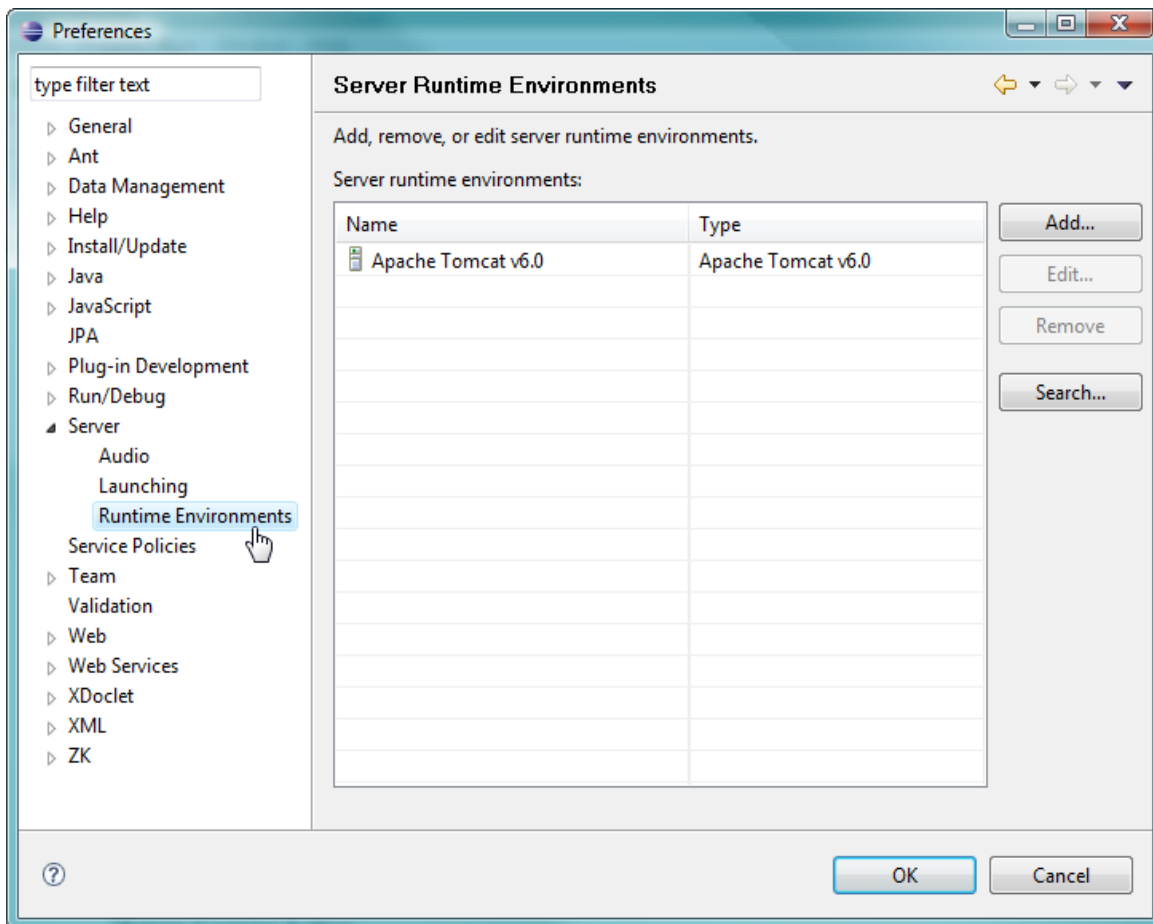 Preferences
type filter text
General
Ant
Data Management
Help
Install/Update
Java
JavaScript
JPA
Plug-in Development
Run/Debug
Server
Audio
Launching
Runtime Environments
Service Policies
Team
Validation
Web
Web Services
XDoclet
XML
ZK
Server Runtime Environments
Add, remove, or edit server runtime environments.
Server runtime environments:
Name Type
Apache Tomcat v6.0 Apache Tomcat v6.0
Add...
Edit...
Remove
Search...
OK Cancel